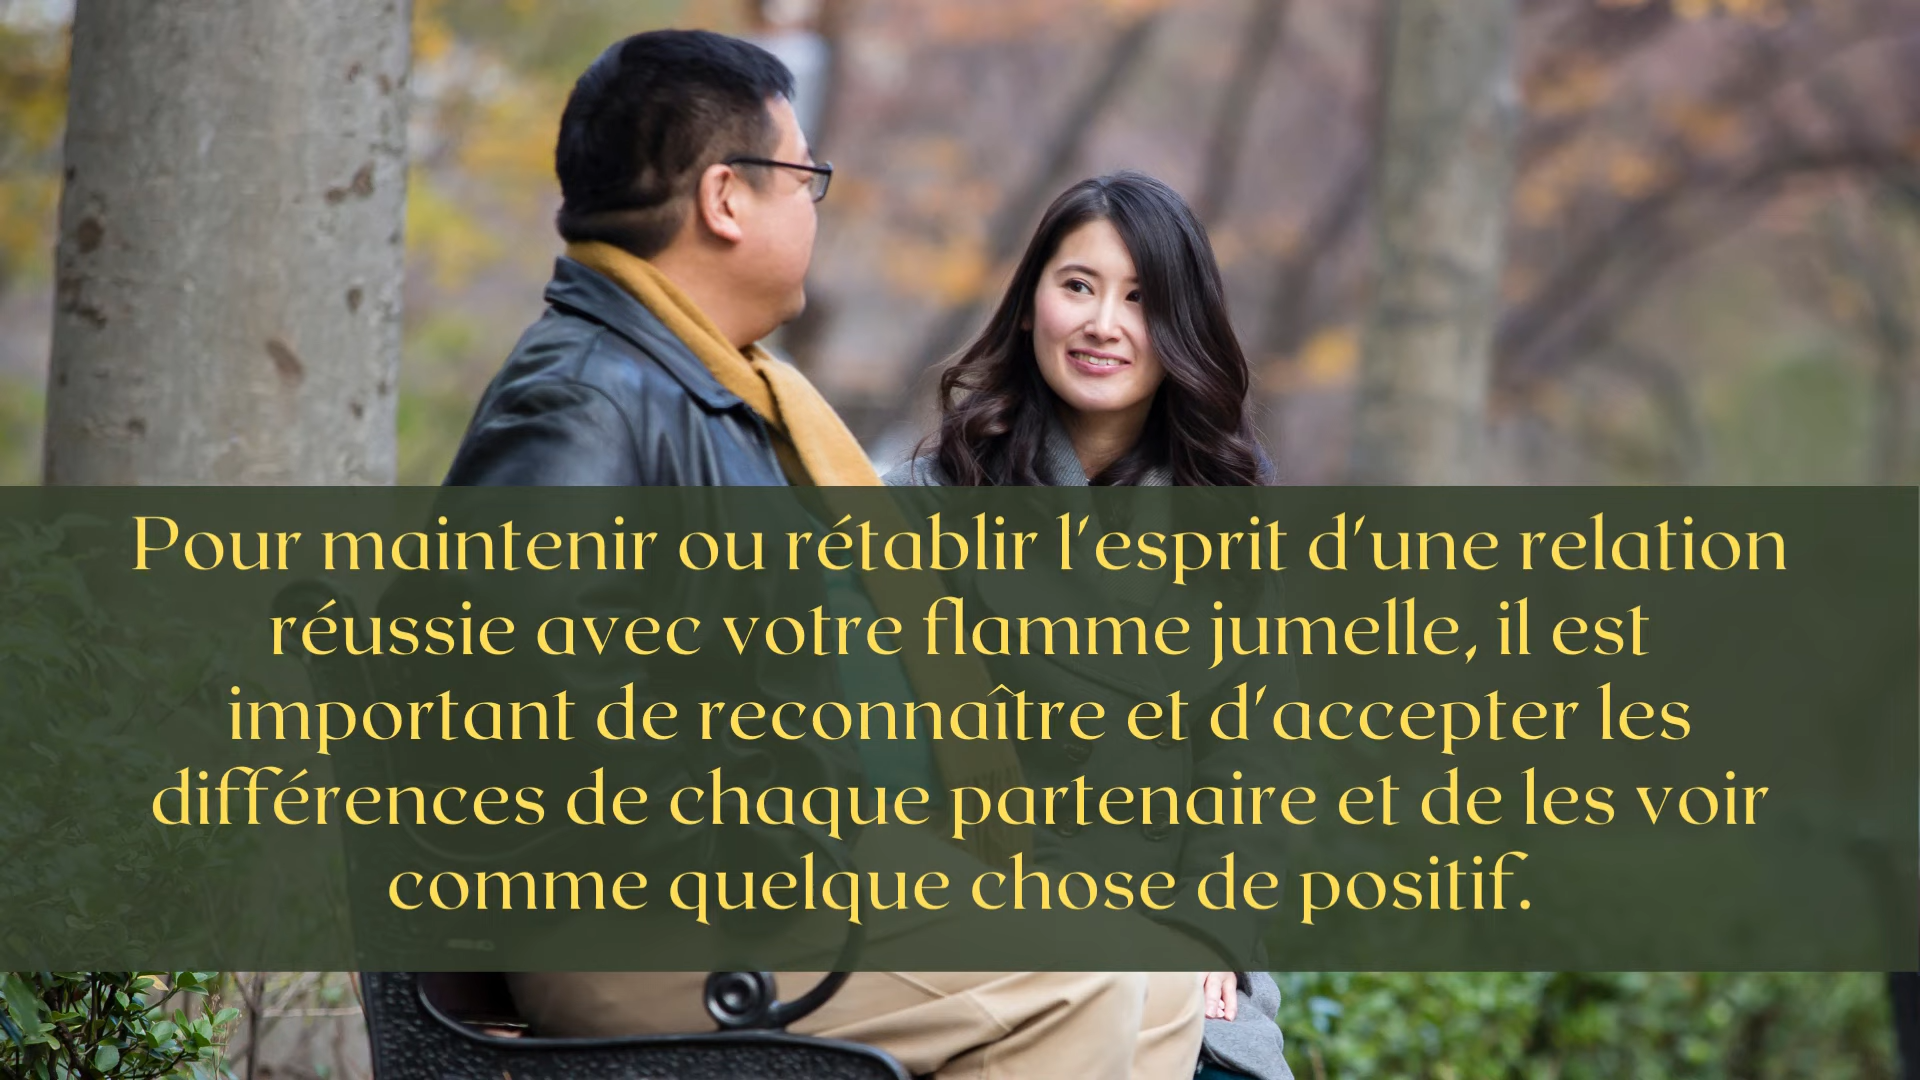 Pour maintenir ou rétablir l'esprit d'une relation
réussie avec votre flamme jumelle, il est
important de reconnaître et d'accepter les
différences de chaque partenaire et de les voir
comme quelque chose de positif.